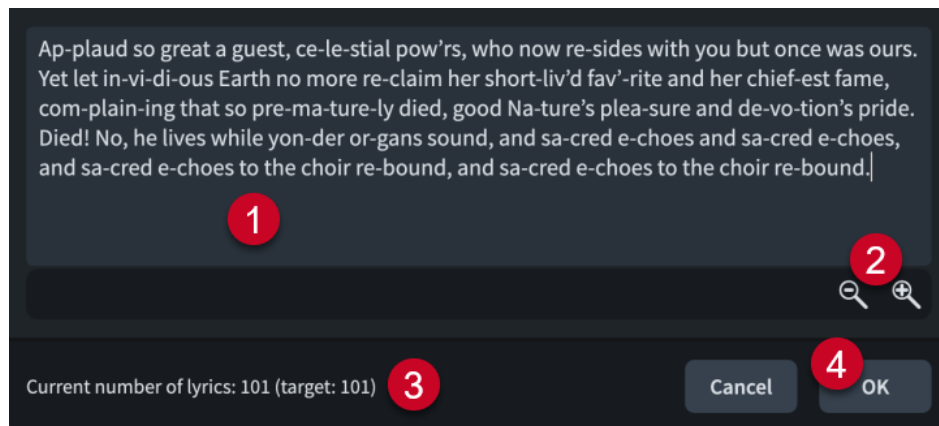 Ap-plaud so great a guest, ce-le-stial pow’rs, who now re-sides with you but once was ours.
Yet let in-vi-di-ous Earth no more re-claim her short-liv’d fav’-rite and her chief-est fame,
com-plain-ing that so pre-ma-ture-ly died, good Na-ture’s plea-sure and de-vo-tion’s pride.
Died! No, he lives while yon-der or-gans sound, and sa-cred e-choes and sa-cred e-choes,
and sa-cred e-choes to the choir re-bound, and sa-cred e-choes to the choir re-bound.
1
2
Current number of lyrics: 101 (target: 101)
3
Cancel
4
OK